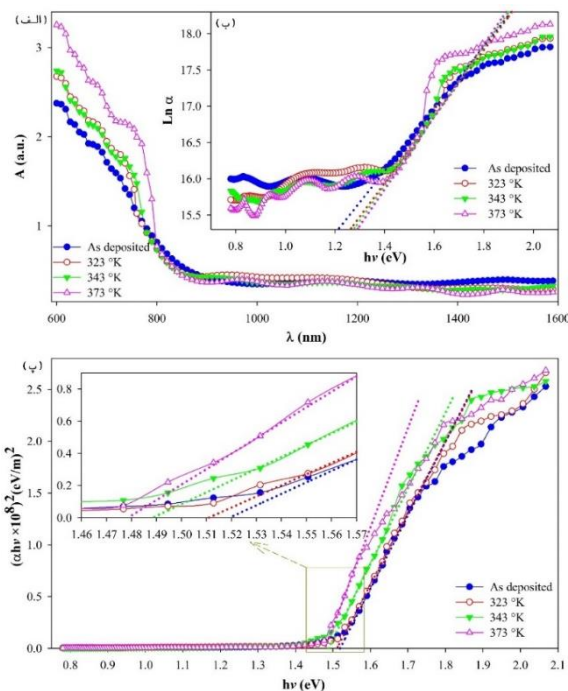 (الف)
A (a.u.)
3
2
1
600 800 1000 1200 1400 1600
λ (nm)
As deposited
323 °K
343 °K
373 °K
(ب)
Ln α
18.0
17.5
17.0
16.5
16.0
15.5
0.8 1.0 1.2 1.4 1.6 1.8 2.0
hν (eV)
As deposited
323 °K
343 °K
373 °K
(پ)
(αhν ×10⁸)² (eV/m)²
2.5
2.0
1.5
1.0
0.5
0.0
0.8 0.9 1.0 1.1 1.2 1.3 1.4 1.5 1.6 1.7 1.8 1.9 2.0 2.1
hν (eV)
0.8
0.6
0.4
0.2
0.0
1.46 1.47 1.48 1.49 1.50 1.51 1.52 1.53 1.54 1.55 1.56 1.57
As deposited
323 °K
343 °K
373 °K